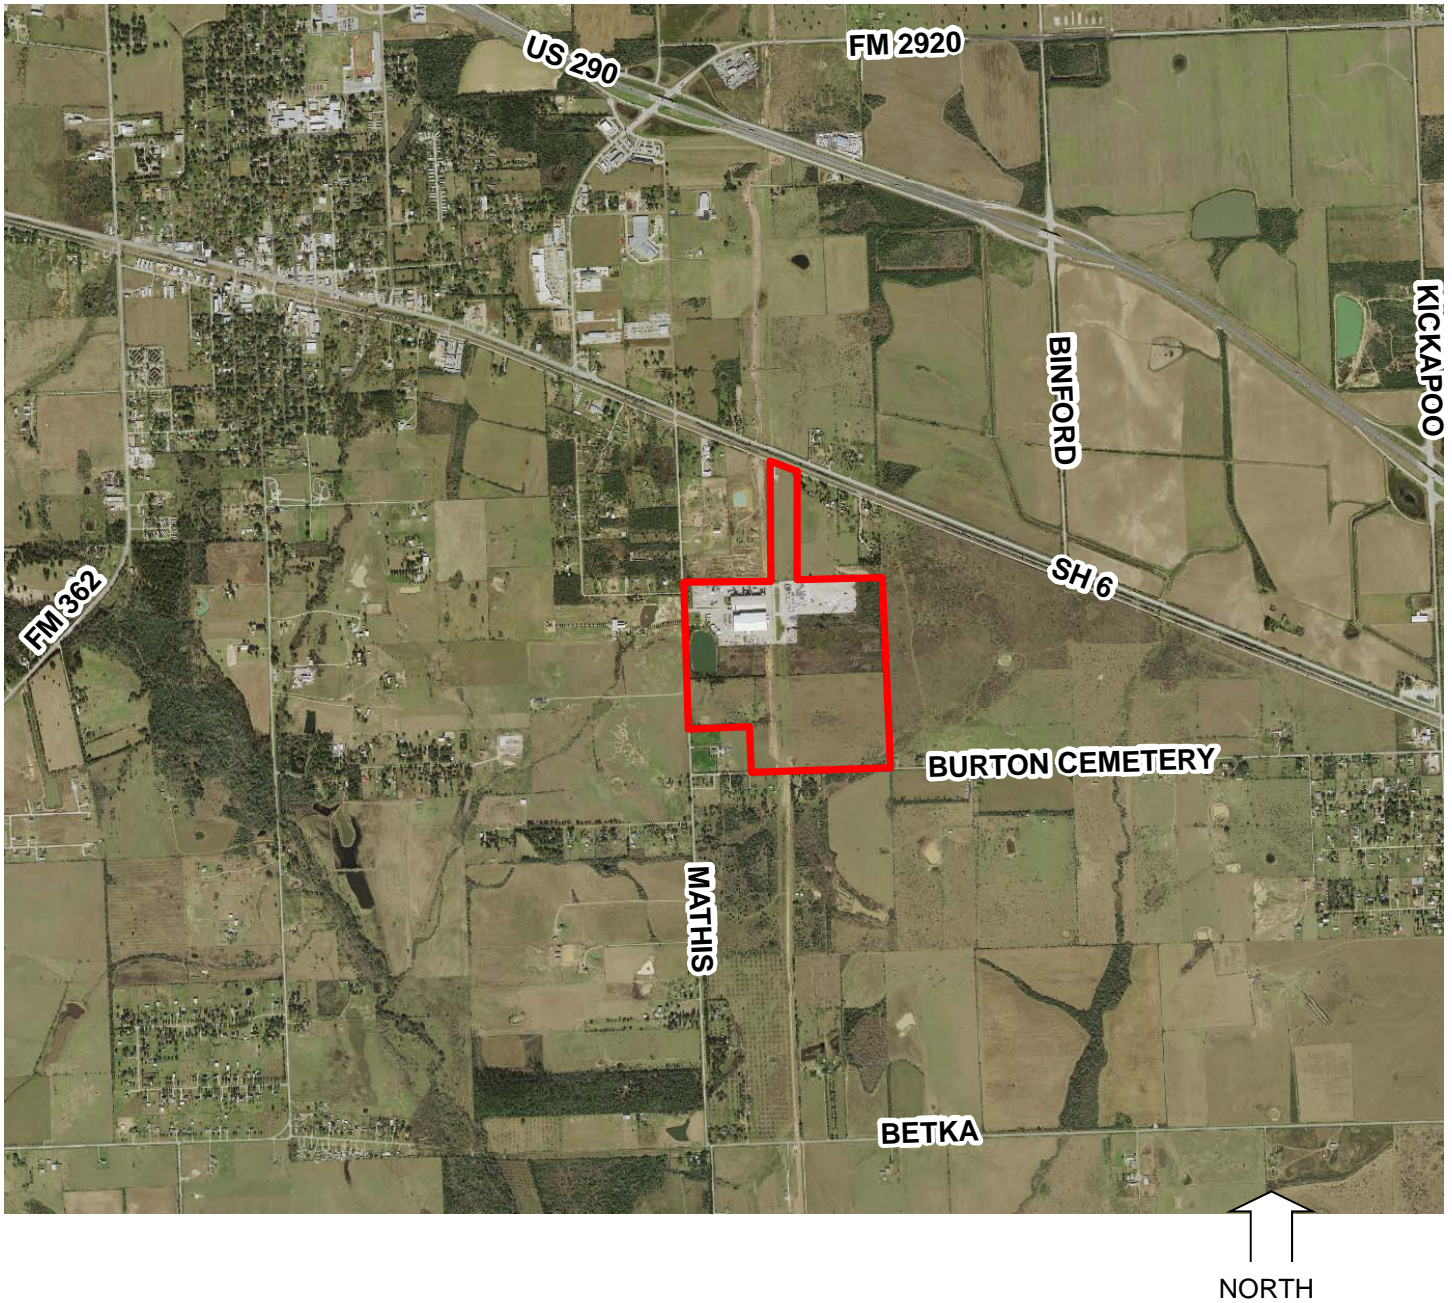 FM 2920
US 290
KICKAPOO
BINFORD
SH 6
FM 362
BURTON CEMETERY
MATHIS
BETKA
NORTH